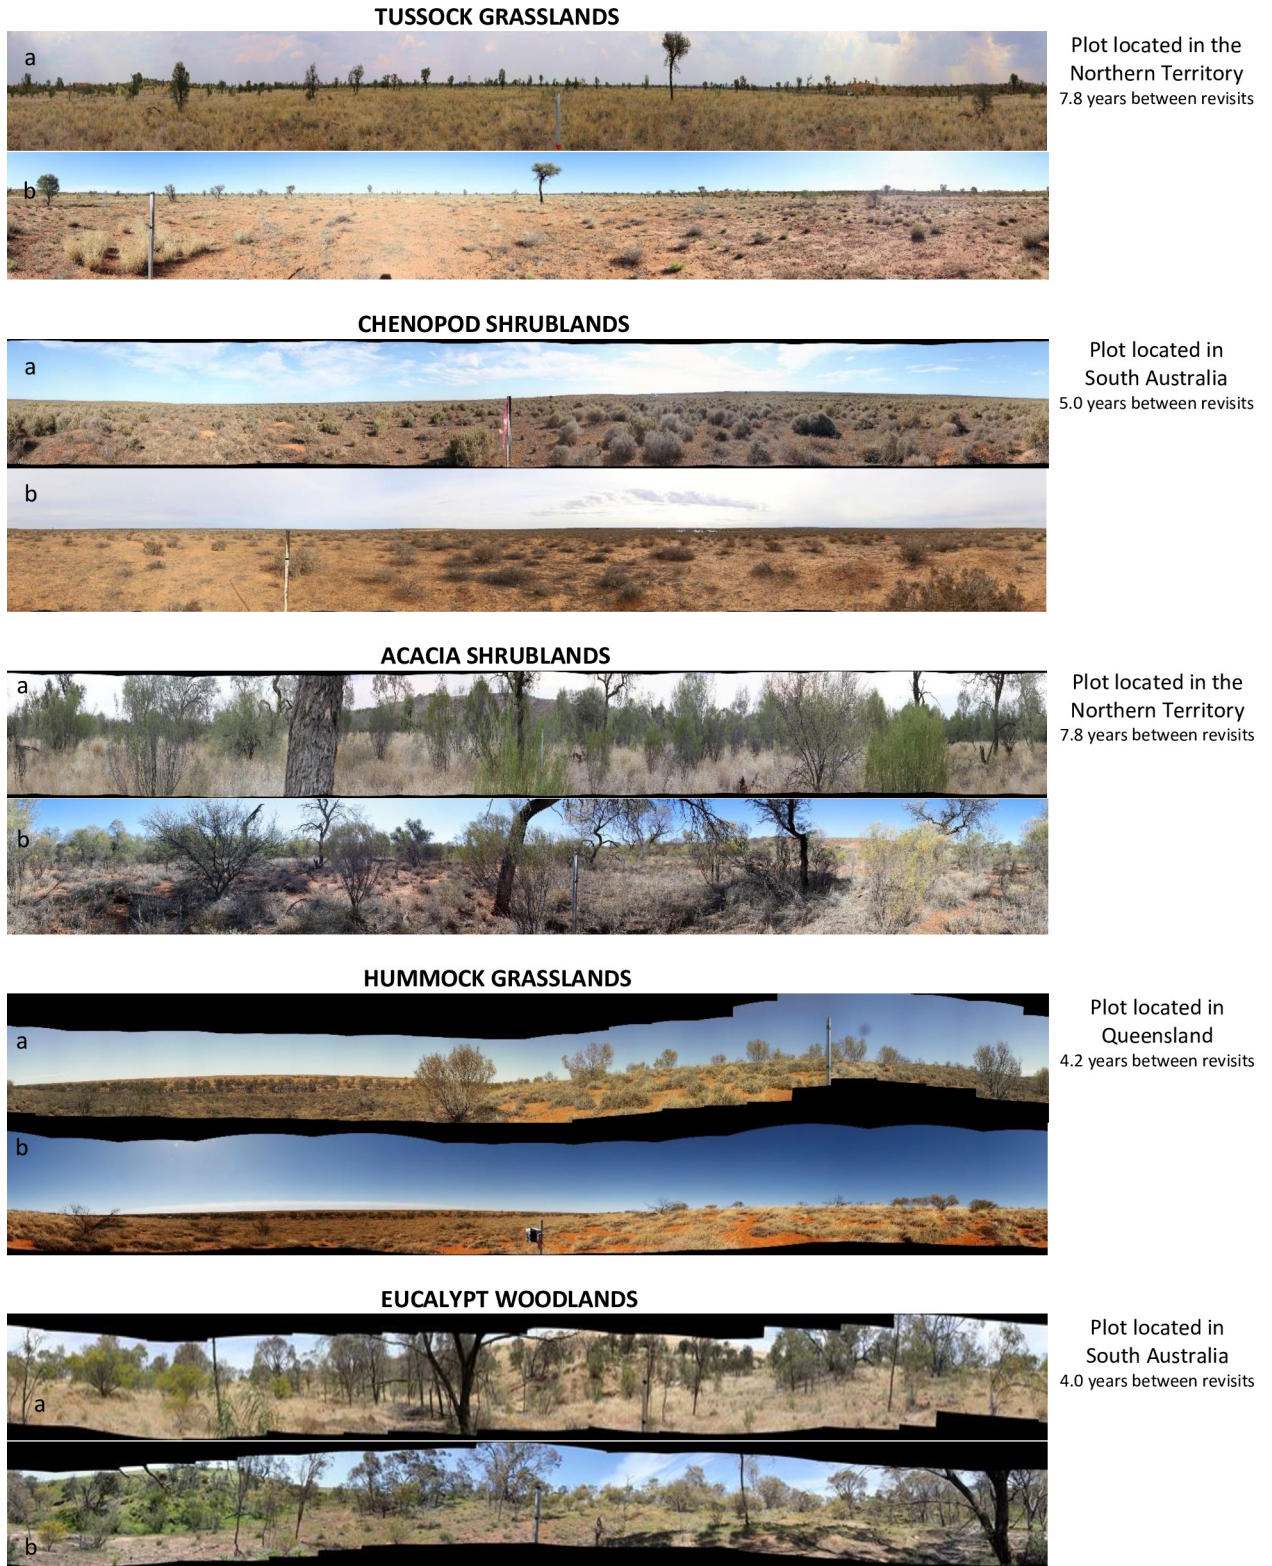 TUSSOCK GRASSLANDS
a
Plot located in the
Northern Territory
7.8 years between revisits
b
CHENOPOD SHRUBLANDS
a
Plot located in
South Australia
5.0 years between revisits
b
ACACIA SHRUBLANDS
a
Plot located in the
Northern Territory
7.8 years between revisits
b
HUMMOCK GRASSLANDS
a
Plot located in
Queensland
4.2 years between revisits
b
EUCALYPT WOODLANDS
a
Plot located in
South Australia
4.0 years between revisits
b